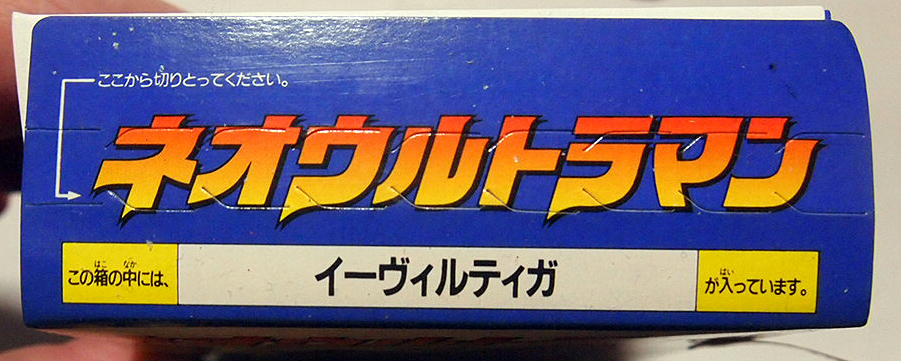 ここから切りとってください。
ネオウルトラマン
この箱の中には、 イーヴィルティガ が入っています。